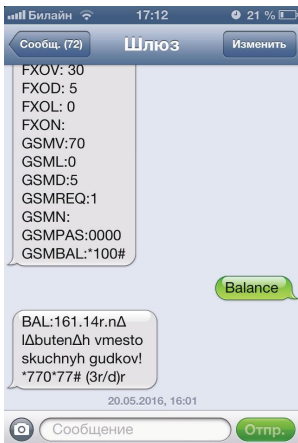 Билайн 17:12 21 %
Сообщ. (72) Шлюз Изменить
FXOV: 30
FXOD: 5
FXOL: 0
FXON:
GSMV:70
GSML:0
GSMD:5
GSMREQ:1
GSMN:
GSMPAS:0000
GSMBAL:*100#
Balance
BAL:161.14r.nΔ
lΔbutenΔh vmesto
skuchnyh gudkov!
*770*77# (3r/d)r
20.05.2016, 16:01
Сообщение Отпр.